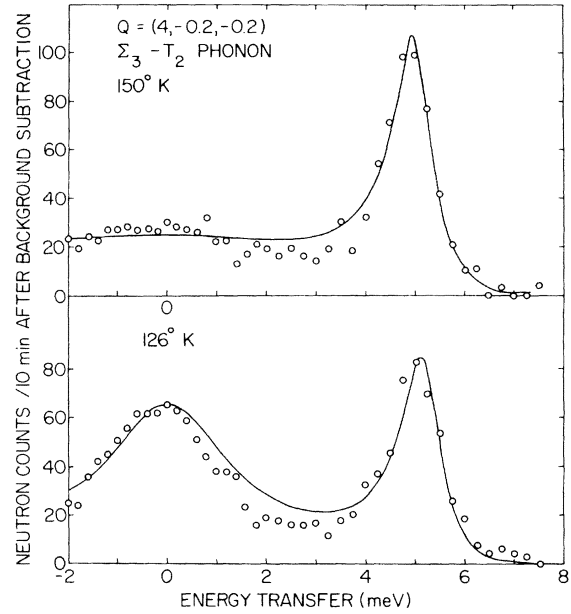 NEUTRON COUNTS /10 min AFTER BACKGROUND SUBTRACTION
Q = (4,-0.2,-0.2)
Σ3 – T2 PHONON
150° K
100
80
60
40
20
0
0
126° K
80
60
40
20
0
-2 0 2 4 6 8
ENERGY TRANSFER (meV)